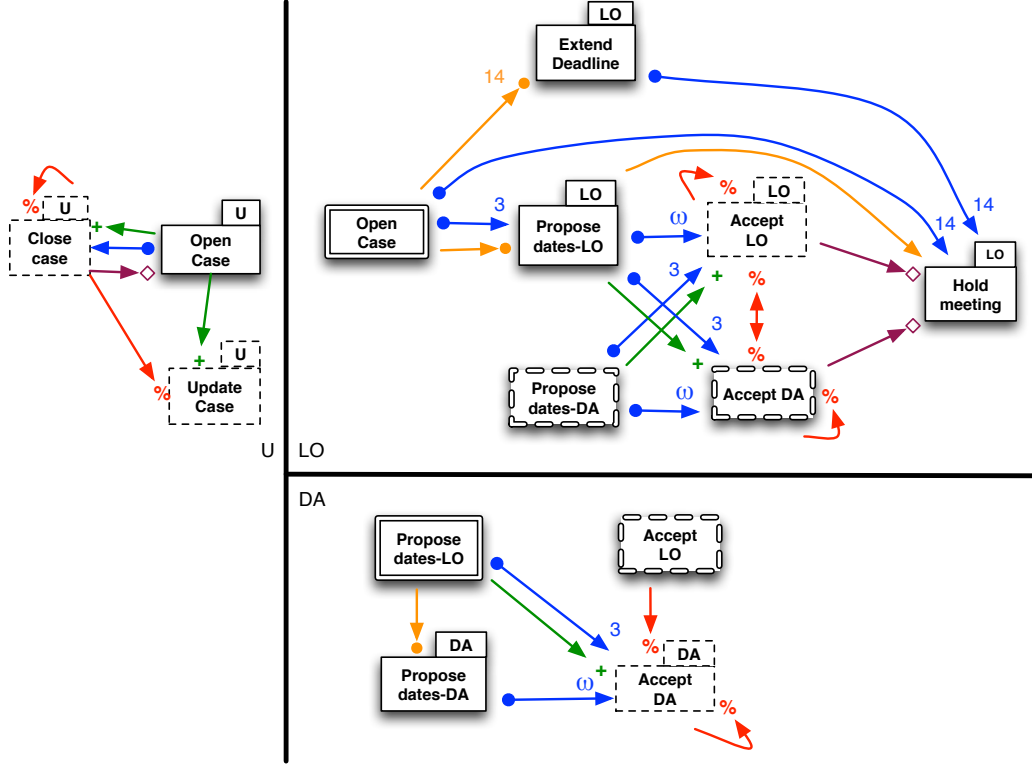 U
%
Close
case
+
U
Open
Case
+
U
%
Update
Case
U
LO
LO
Extend
Deadline
14
Open
Case
3
LO
Propose
dates-LO
ω
%
LO
Accept
LO
14
14
LO
Hold
meeting
3
+
%
3
%
+
Propose
dates-DA
ω
Accept DA
%
DA
Propose
dates-LO
Accept
LO
3
%
DA
Propose
dates-DA
+
ω
DA
Accept
DA
%